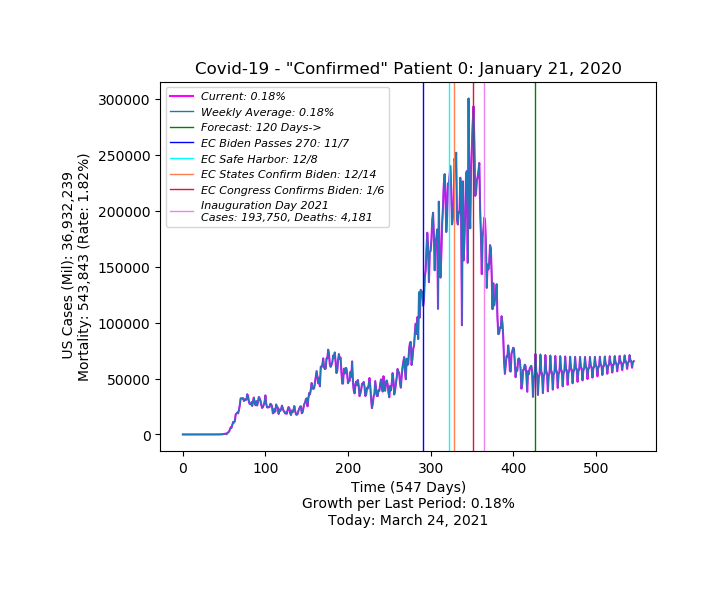 Covid-19 - "Confirmed" Patient 0: January 21, 2020
US Cases (Mil): 36,932,239
Mortality: 543,843 (Rate: 1.82%)
300000
250000
200000
150000
100000
50000
0
Current: 0.18%
Weekly Average: 0.18%
Forecast: 120 Days->
EC Biden Passes 270: 11/7
EC Safe Harbor: 12/8
EC States Confirm Biden: 12/14
EC Congress Confirms Biden: 1/6
Inauguration Day 2021
Cases: 193,750, Deaths: 4,181
0 100 200 300 400 500
Time (547 Days)
Growth per Last Period: 0.18%
Today: March 24, 2021